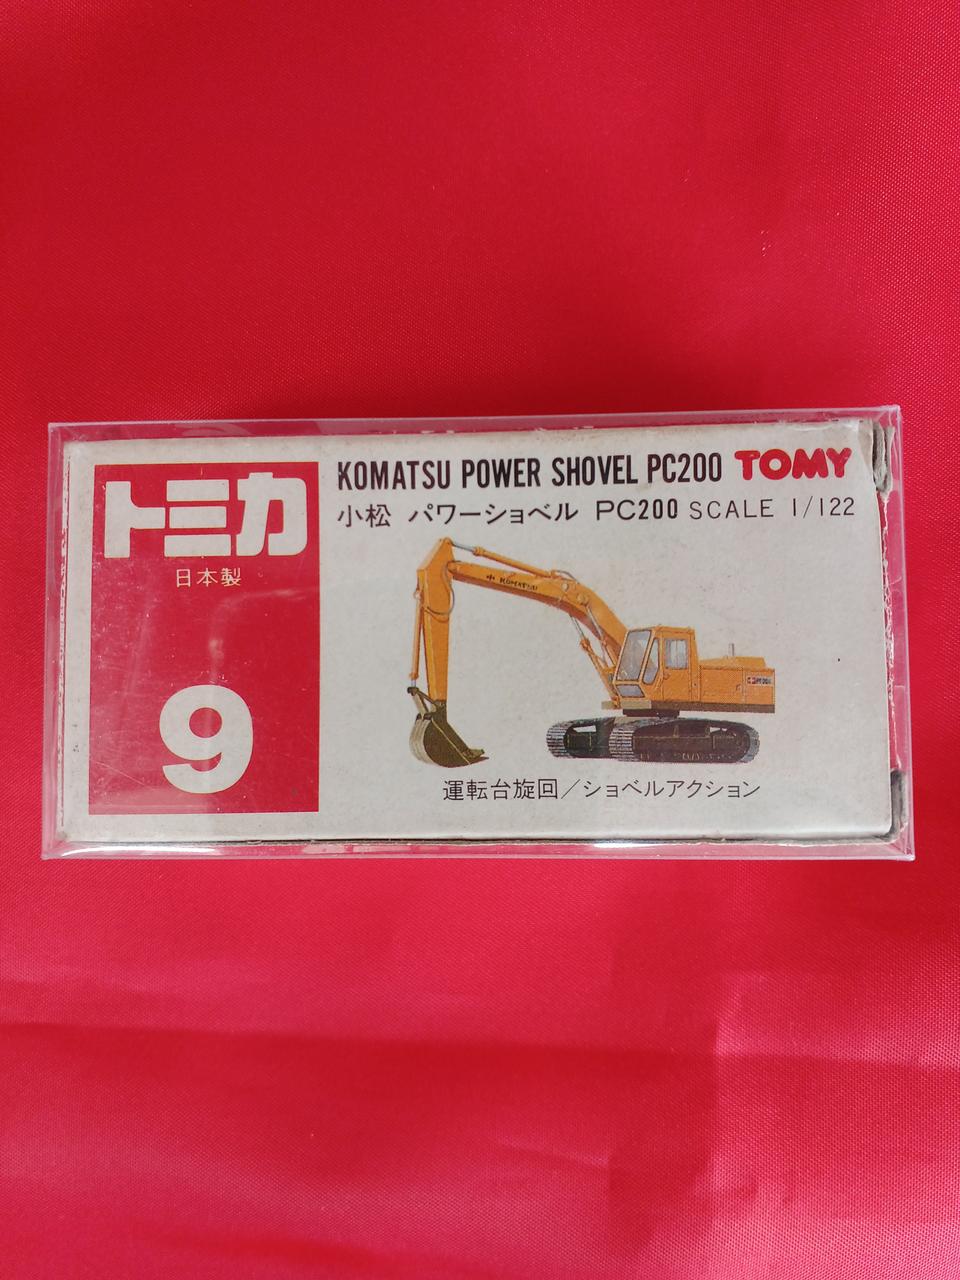 トミカ
日本製
9
KOMATSU POWER SHOVEL PC200 TOMY
小松 パワーショベル PC200 SCALE 1/122
KOMATSU
運転台旋回/ショベルアクション